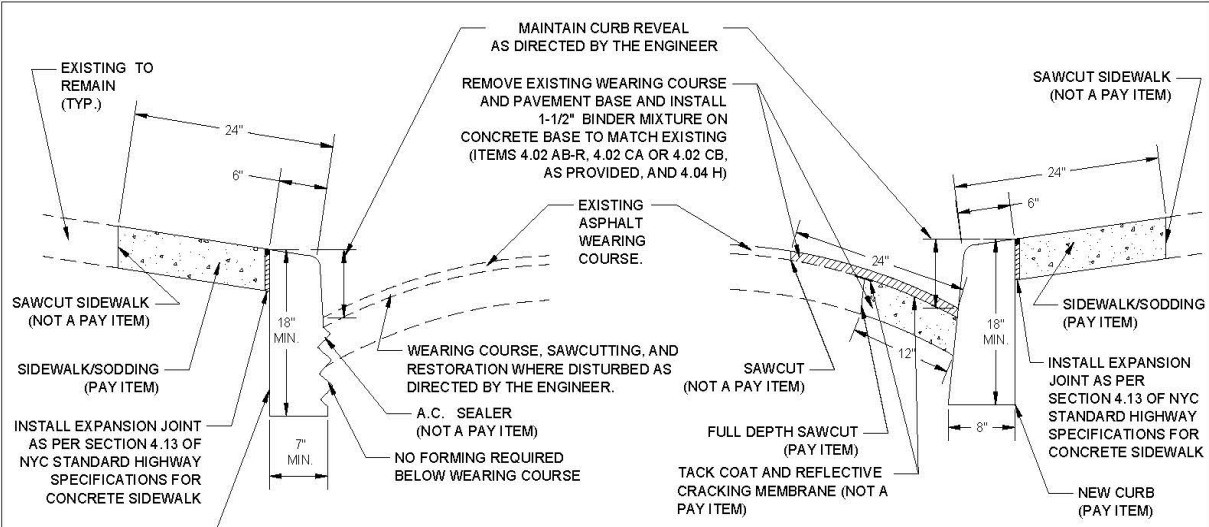 MAINTAIN CURB REVEAL
AS DIRECTED BY THE ENGINEER
EXISTING TO
REMAIN
(TYP.)
REMOVE EXISTING WEARING COURSE
AND PAVEMENT BASE AND INSTALL
1-1/2" BINDER MIXTURE ON
CONCRETE BASE TO MATCH EXISTING
(ITEMS 4.02 AB-R, 4.02 CA OR 4.02 CB,
AS PROVIDED, AND 4.04 H)
SAWCUT SIDEWALK
(NOT A PAY ITEM)
24"
6"
24"
6"
EXISTING
ASPHALT
WEARING
COURSE.
SAWCUT SIDEWALK
(NOT A PAY ITEM)
SIDEWALK/SODDING
(PAY ITEM)
INSTALL EXPANSION JOINT
AS PER SECTION 4.13 OF
NYC STANDARD HIGHWAY
SPECIFICATIONS FOR
CONCRETE SIDEWALK
18"
MIN.
7"
MIN.
WEARING COURSE, SAWCUTTING, AND
RESTORATION WHERE DISTURBED AS
DIRECTED BY THE ENGINEER.
A.C. SEALER
(NOT A PAY ITEM)
NO FORMING REQUIRED
BELOW WEARING COURSE
24"
12"
SAWCUT
(NOT A PAY ITEM)
FULL DEPTH SAWCUT
(PAY ITEM)
TACK COAT AND REFLECTIVE
CRACKING MEMBRANE (NOT A
PAY ITEM)
18"
MIN.
8"
SIDEWALK/SODDING
(PAY ITEM)
INSTALL EXPANSION
JOINT AS PER
SECTION 4.13 OF NYC
STANDARD HIGHWAY
SPECIFICATIONS FOR
CONCRETE SIDEWALK
NEW CURB
(PAY ITEM)